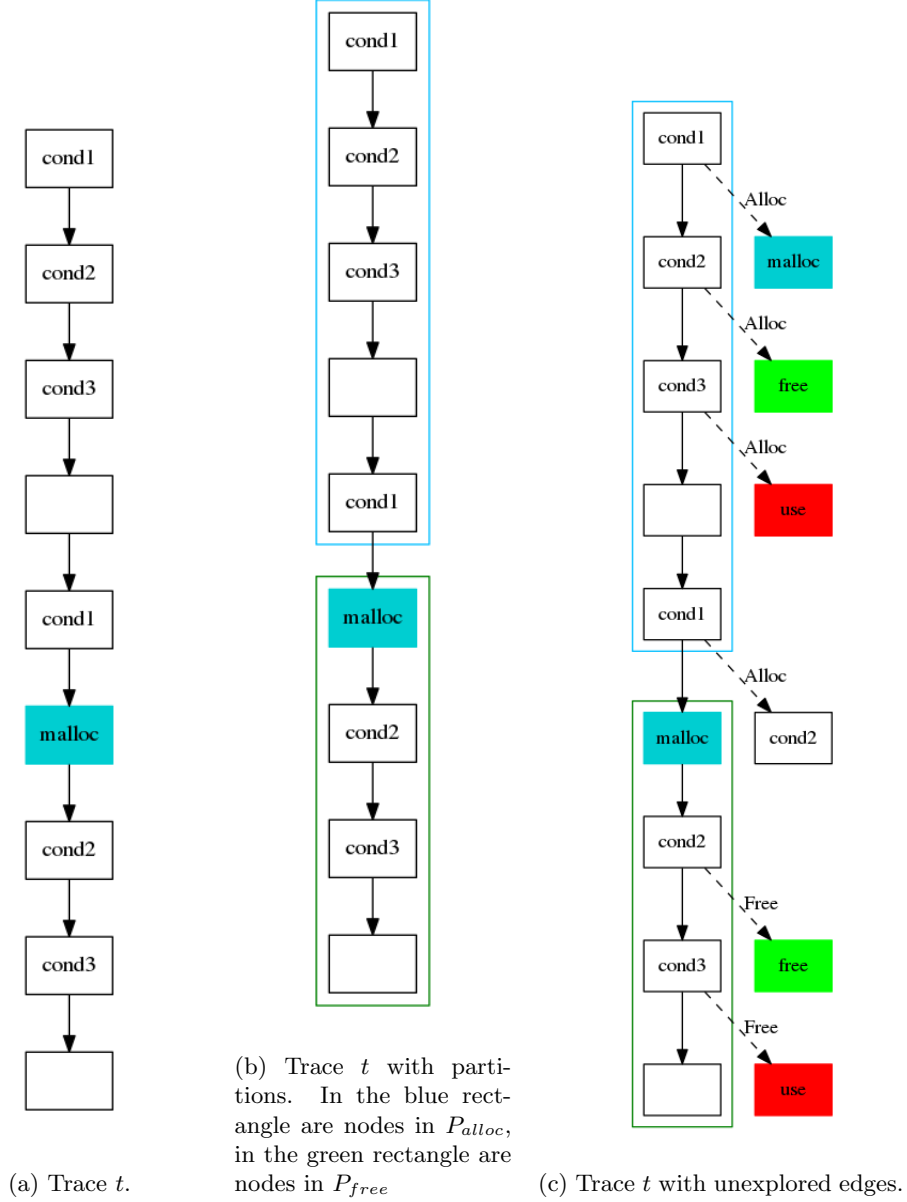 cond1
cond2
cond3
cond1
malloc
cond2
cond3
(a) Trace t.
cond1
cond2
cond3
cond1
malloc
cond2
cond3
(b) Trace t with parti-
tions. In the blue rect-
angle are nodes in P_alloc,
in the green rectangle are
nodes in P_free
cond1
Alloc
cond2
malloc
Alloc
cond3
free
Alloc
use
cond1
Alloc
malloc
cond2
cond2
Free
cond3
free
Free
use
(c) Trace t with unexplored edges.